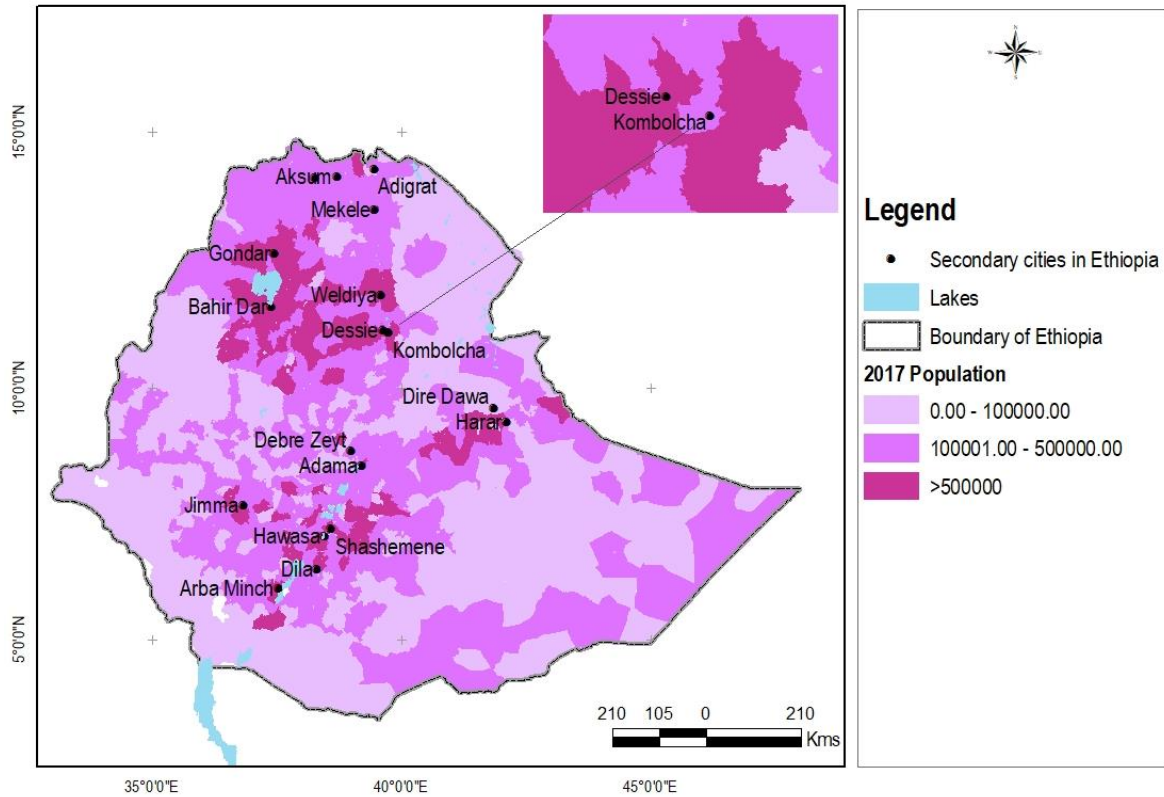 Dessie
Kombolcha
15°0'0"N
10°0'0"N
5°0'0"N
Aksum
Adigrat
Mekele
Gondar
Weldiya
Bahir Dar
Dessie
Kombolcha
Dire Dawa
Harar
Debre Zeyt
Adama
Jimma
Hawasa
Shashemene
Dila
Arba Minch
210 105 0 210
Kms
35°0'0"E
40°0'0"E
45°0'0"E
Legend
Secondary cities in Ethiopia
Lakes
Boundary of Ethiopia
2017 Population
0.00 - 100000.00
100001.00 - 500000.00
>500000